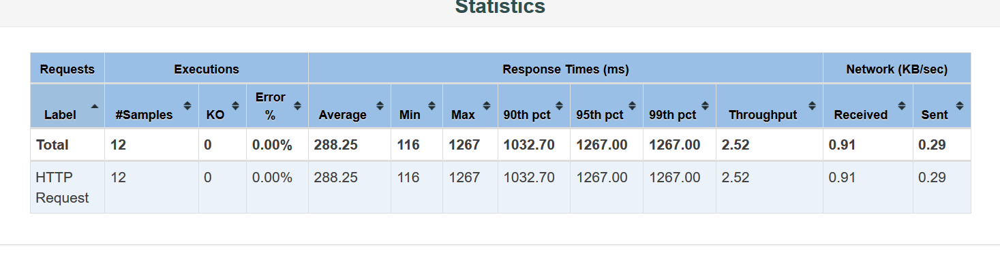 Statistics
Requests Executions Response Times (ms) Network (KB/sec)
Label #Samples KO Error % Average Min Max 90th pct 95th pct 99th pct Throughput Received Sent
Total 12 0 0.00% 288.25 116 1267 1032.70 1267.00 1267.00 2.52 0.91 0.29
HTTP Request 12 0 0.00% 288.25 116 1267 1032.70 1267.00 1267.00 2.52 0.91 0.29